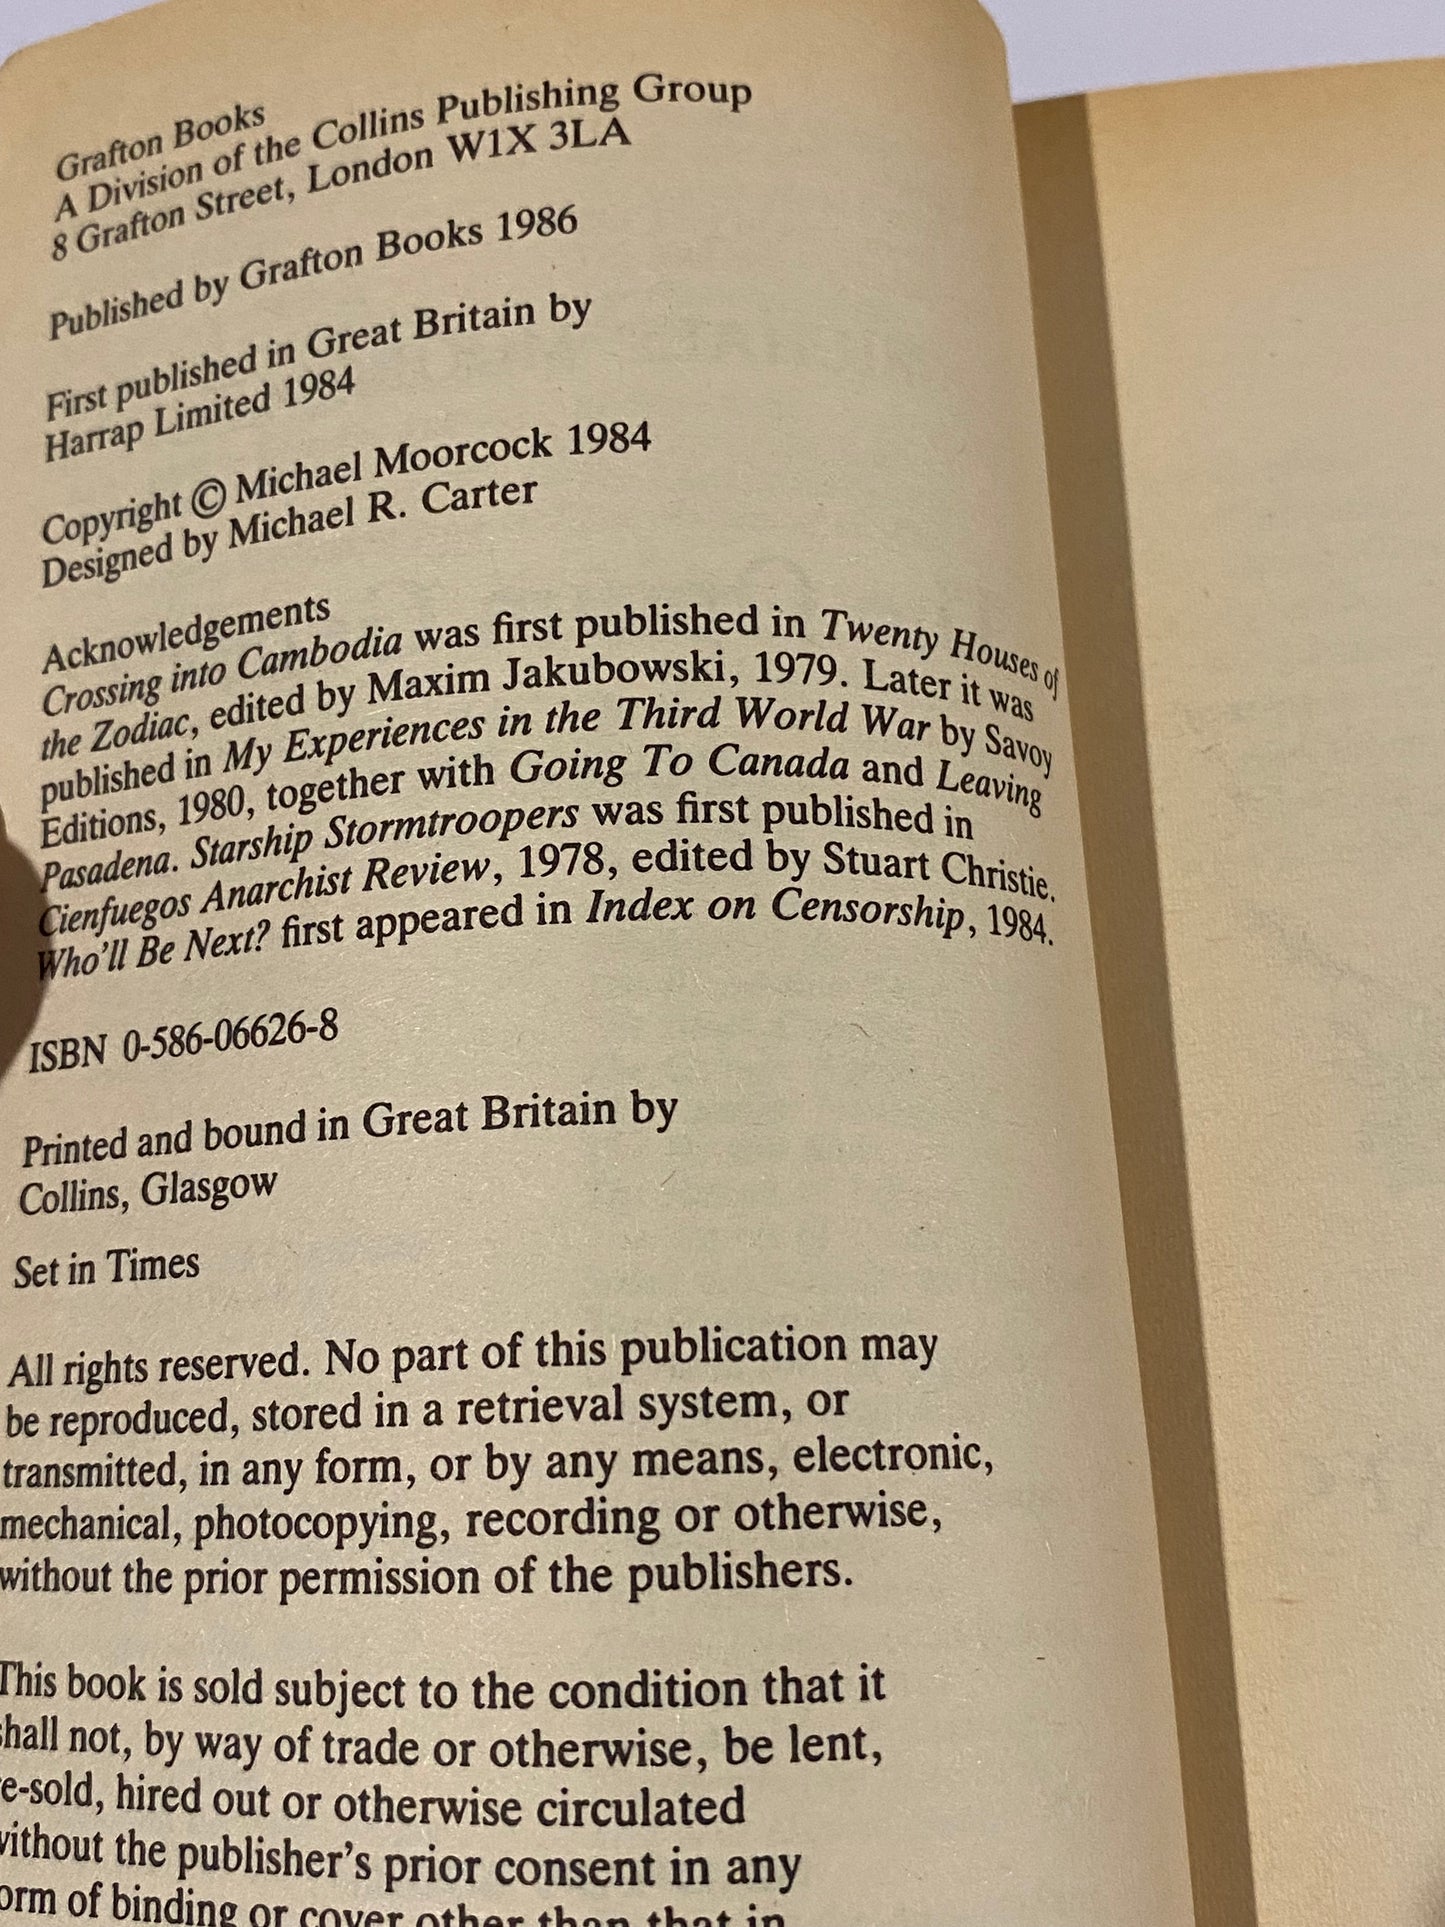 Grafton Books
A Division of the Collins Publishing Group
8 Grafton Street, London W1X 3LA
Published by Grafton Books 1986
First published in Great Britain by
Harrap Limited 1984
Copyright © Michael Moorcock 1984
Designed by Michael R. Carter
Acknowledgements
Crossing into Cambodia was first published in Twenty Houses of
the Zodiac, edited by Maxim Jakubowski, 1979. Later it was
published in My Experiences in the Third World War by Savoy
Editions, 1980, together with Going To Canada and Leaving
Pasadena. Starship Stormtroopers was first published in
Cienfuegos Anarchist Review, 1978, edited by Stuart Christie.
Who'll Be Next? first appeared in Index on Censorship, 1984.
ISBN 0-586-06626-8
Printed and bound in Great Britain by
Collins, Glasgow
Set in Times
All rights reserved. No part of this publication may
be reproduced, stored in a retrieval system, or
transmitted, in any form, or by any means, electronic,
mechanical, photocopying, recording or otherwise,
without the prior permission of the publishers.
This book is sold subject to the condition that it
shall not, by way of trade or otherwise, be lent,
re-sold, hired out or otherwise circulated
without the publisher's prior consent in any
form of binding or cover other than that in